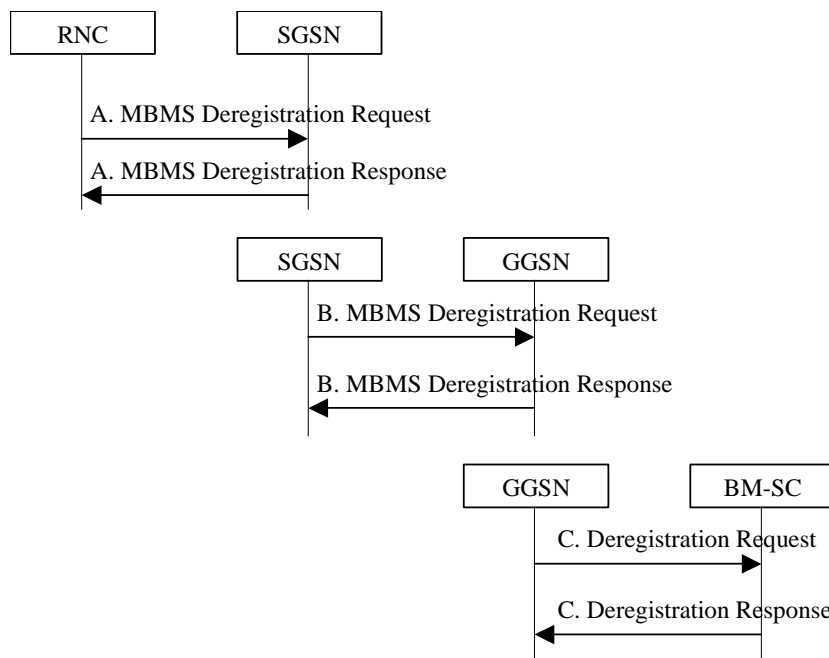 RNC
SGSN
A. MBMS Deregistration Request
A. MBMS Deregistration Response
SGSN
GGSN
B. MBMS Deregistration Request
B. MBMS Deregistration Response
GGSN
BM-SC
C. Deregistration Request
C. Deregistration Response